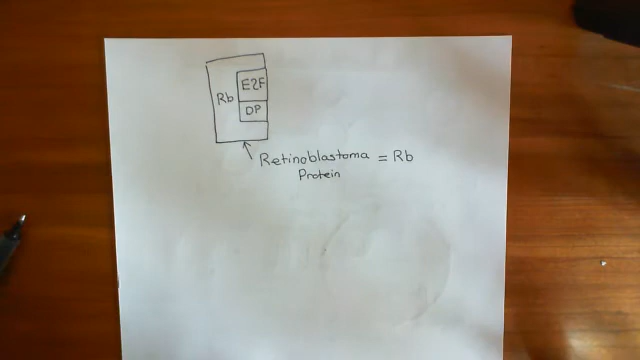 E2F
Rb
DP
Retinoblastoma = Rb
Protein